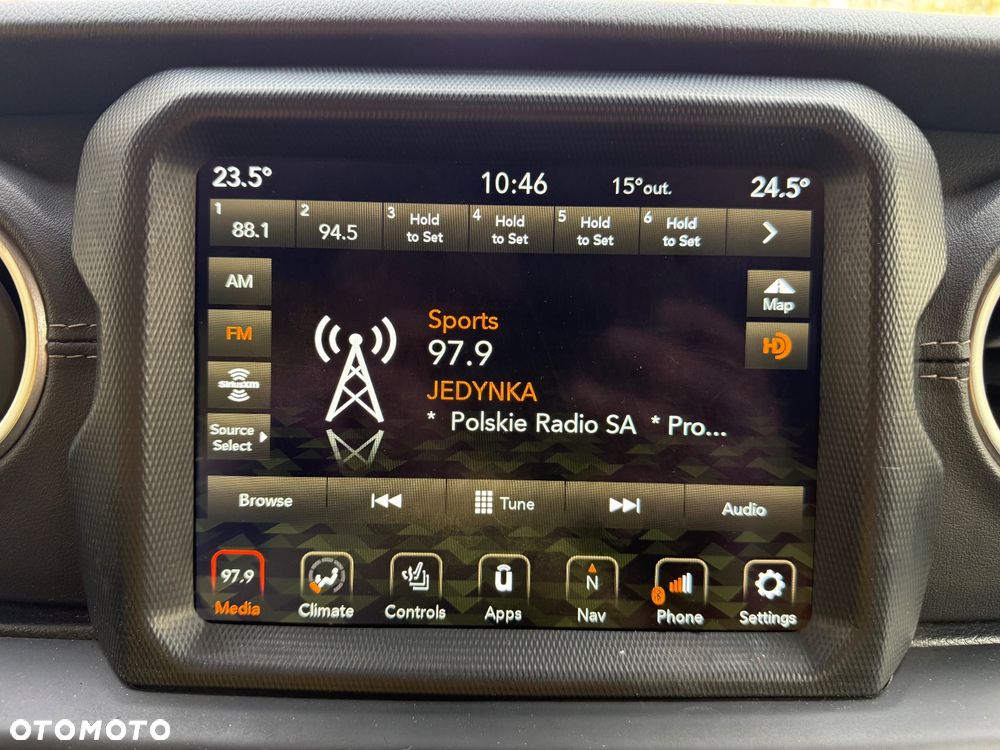 23.5° 10:46 15°out. 24.5°
1 88.1 2 94.5 3 Hold to Set 4 Hold to Set 5 Hold to Set 6 Hold to Set
AM
FM
SiriusXM
Source
Select
Sports
97.9
JEDYNKA
* Polskie Radio SA * Pro...
Map
HD
Browse Tune Audio
97.9 N
Media Climate Controls Apps Nav Phone Settings
OTOMOTO